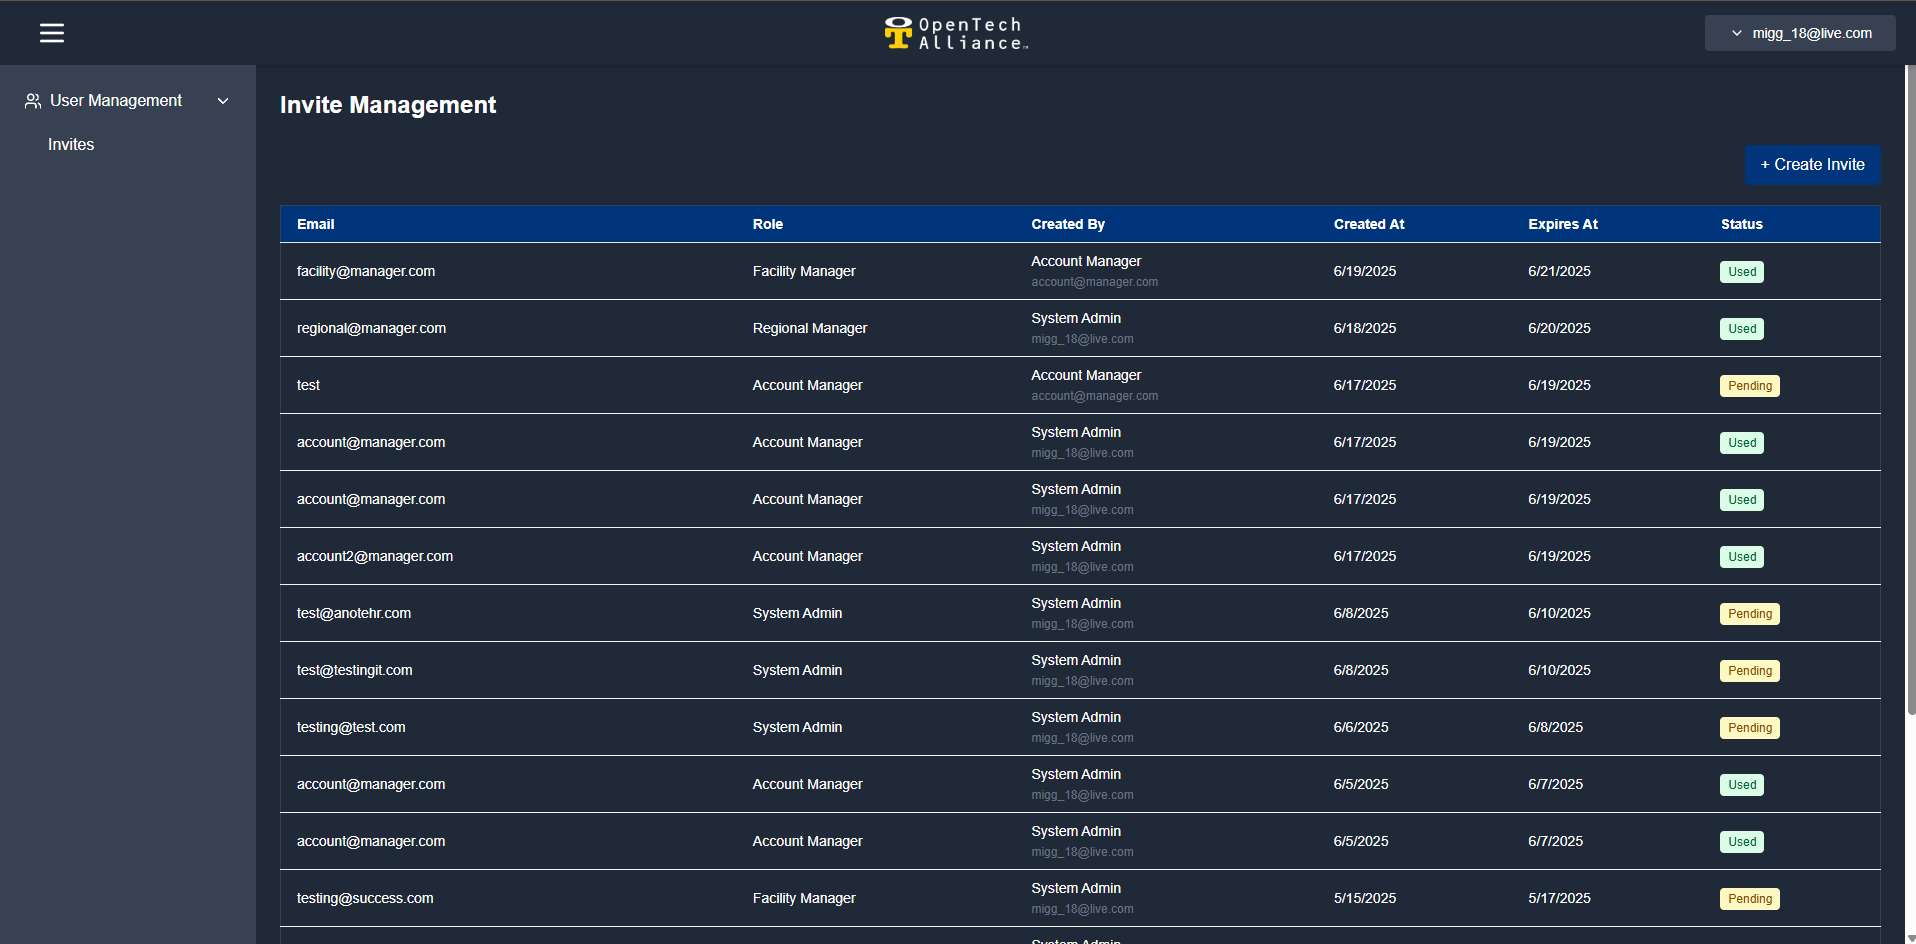 OpenTech
Alliance™
migg_18@live.com
User Management
Invites
Invite Management
+ Create Invite
Email Role Created By Created At Expires At Status
facility@manager.com Facility Manager Account Manager 6/19/2025 6/21/2025 Used
account@manager.com
regional@manager.com Regional Manager System Admin 6/18/2025 6/20/2025 Used
migg_18@live.com
test Account Manager Account Manager 6/17/2025 6/19/2025 Pending
account@manager.com
account@manager.com Account Manager System Admin 6/17/2025 6/19/2025 Used
migg_18@live.com
account@manager.com Account Manager System Admin 6/17/2025 6/19/2025 Used
migg_18@live.com
account2@manager.com Account Manager System Admin 6/17/2025 6/19/2025 Used
migg_18@live.com
test@anotehr.com System Admin System Admin 6/8/2025 6/10/2025 Pending
migg_18@live.com
test@testingit.com System Admin System Admin 6/8/2025 6/10/2025 Pending
migg_18@live.com
testing@test.com System Admin System Admin 6/6/2025 6/8/2025 Pending
migg_18@live.com
account@manager.com Account Manager System Admin 6/5/2025 6/7/2025 Used
migg_18@live.com
account@manager.com Account Manager System Admin 6/5/2025 6/7/2025 Used
migg_18@live.com
testing@success.com Facility Manager System Admin 5/15/2025 5/17/2025 Pending
migg_18@live.com
System Admin